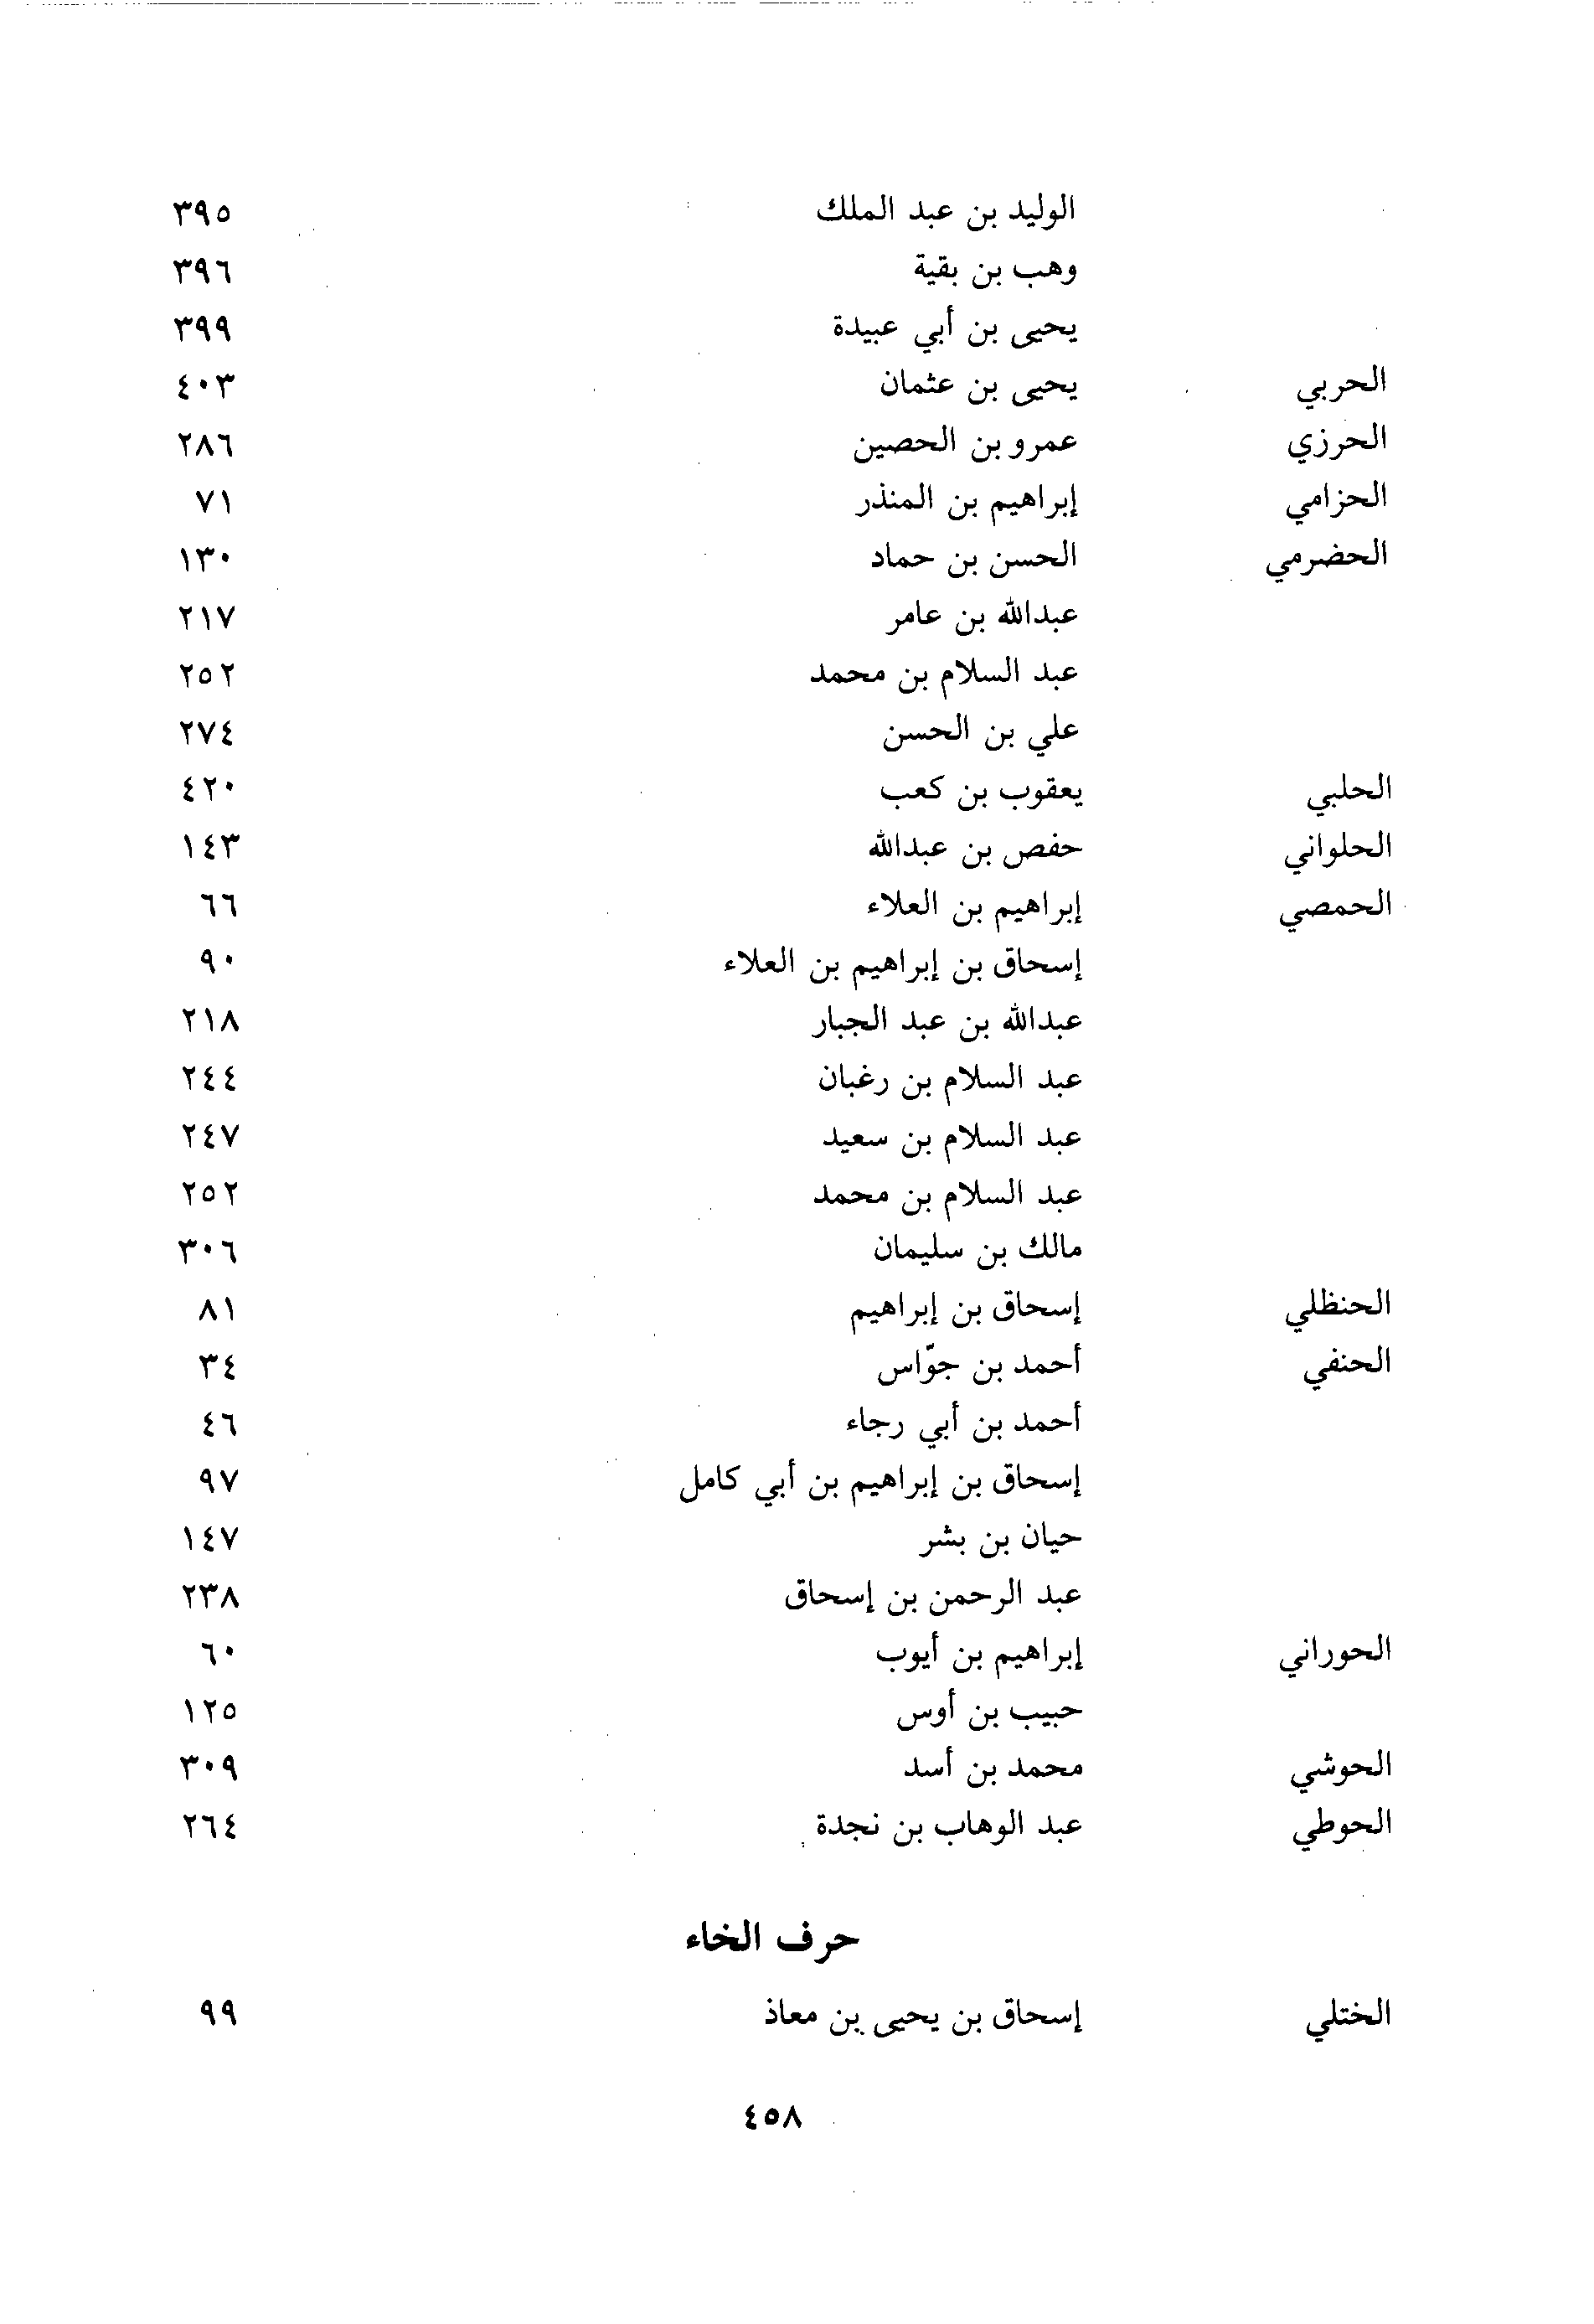 الوليد بن عبد الملك ٣٩٥
وهب بن بقية ٣٩٦
يحيى بن أبي عبيدة ٣٩٩
الحربي يحيى بن عثمان ٤٠٣
الحرزي عمرو بن الحصين ٢٨٦
الحزامي إبراهيم بن المنذر ٧١
الحضرمي الحسن بن حماد ١٣٠
عبدالله بن عامر ٢١٧
عبد السلام بن محمد ٢٥٢
علي بن الحسن ٢٧٤
الحلبي يعقوب بن كعب ٤٢٠
الحلواني حفص بن عبدالله ١٤٣
الحمصي إبراهيم بن العلاء ٦٦
إسحاق بن إبراهيم بن العلاء ٩٠
عبدالله بن عبد الجبار ٢١٨
عبد السلام بن رغبان ٢٤٤
عبد السلام بن سعيد ٢٤٧
عبد السلام بن محمد ٢٥٢
مالك بن سليمان ٣٠٦
الحنظلي إسحاق بن إبراهيم ٨١
الحنفي أحمد بن جوّاس ٣٤
أحمد بن أبي رجاء ٤٦
إسحاق بن إبراهيم بن أبي كامل ٩٧
حيان بن بشر ١٤٧
عبد الرحمن بن إسحاق ٢٣٨
الحوراني إبراهيم بن أيوب ٦٠
حبيب بن أوس ١٢٥
الحوشي محمد بن أسد ٣٠٩
الحوطي عبد الوهاب بن نجدة ٢٦٤
حرف الخاء
الختلي إسحاق بن يحيى بن معاذ ٩٩
٤٥٨